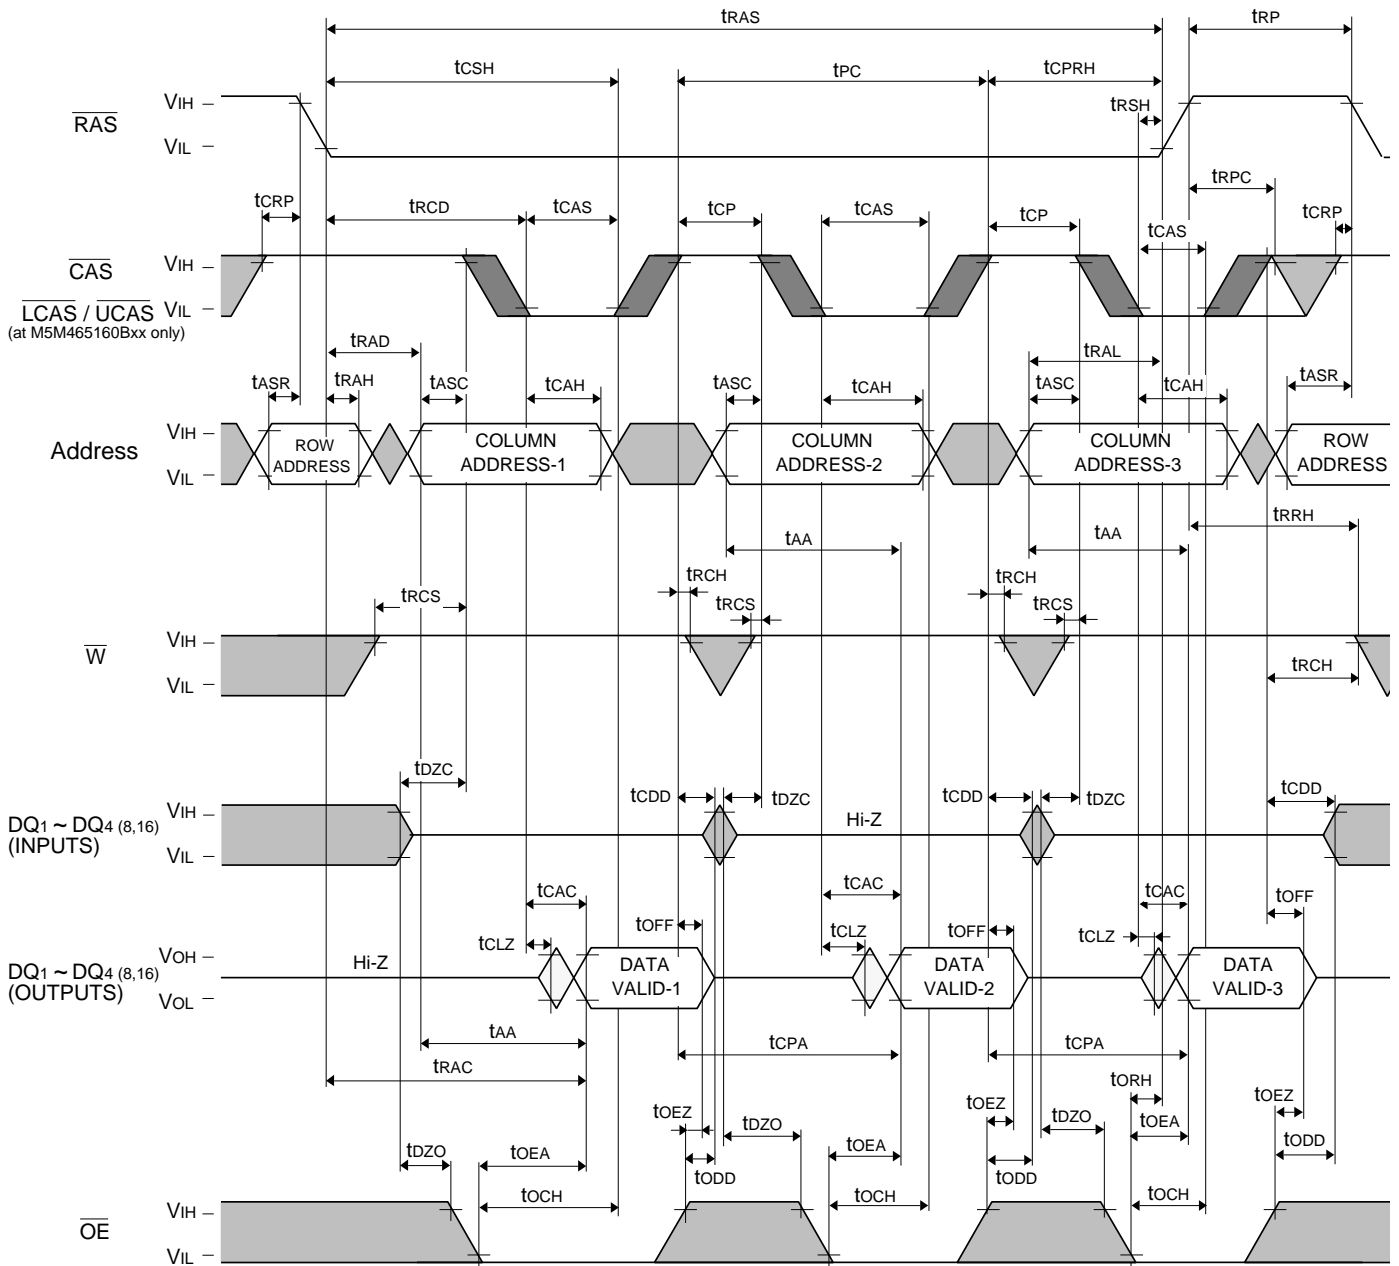 tRAS
tRP
tCSH
tPC
tCPRH
tRSH
RAS
VIH
VIL
tRPC
tCRP
tRCD
tCAS
tCP
tCAS
tCP
tCAS
tCRP
CAS
VIH
LCAS / UCAS
VIL
(at M5M465160Bxx only)
tRAD
tRAL
tASR
tRAH
tASC
tCAH
tASC
tCAH
tASC
tCAH
tASR
Address
VIH
VIL
ROW
ADDRESS
COLUMN
ADDRESS-1
COLUMN
ADDRESS-2
COLUMN
ADDRESS-3
ROW
ADDRESS
tRRH
tAA
tAA
tRCH
tRCH
tRCS
tRCS
tRCS
W
VIH
VIL
tRCH
tDZC
tCDD
tDZC
tCDD
tDZC
tCDD
DQ1 ~ DQ4 (8,16)
(INPUTS)
VIH
VIL
Hi-Z
tCAC
tCAC
tCAC
tOFF
tOFF
tOFF
tCLZ
tCLZ
tCLZ
DQ1 ~ DQ4 (8,16)
(OUTPUTS)
VOH
VOL
Hi-Z
DATA
VALID-1
DATA
VALID-2
DATA
VALID-3
tAA
tCPA
tCPA
tRAC
tORH
tOEZ
tOEZ
tOEZ
tDZO
tOEA
tDZO
tOEA
tDZO
tOEA
tODD
tODD
tODD
tOCH
tOCH
tOCH
OE
VIH
VIL